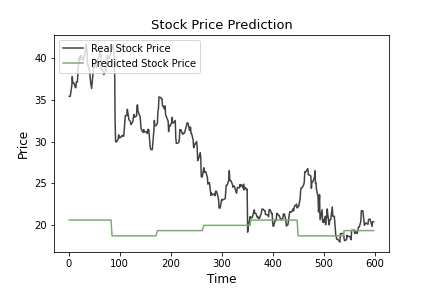 Stock Price Prediction
Real Stock Price
Predicted Stock Price
Price
40
35
30
25
20
0 100 200 300 400 500 600
Time